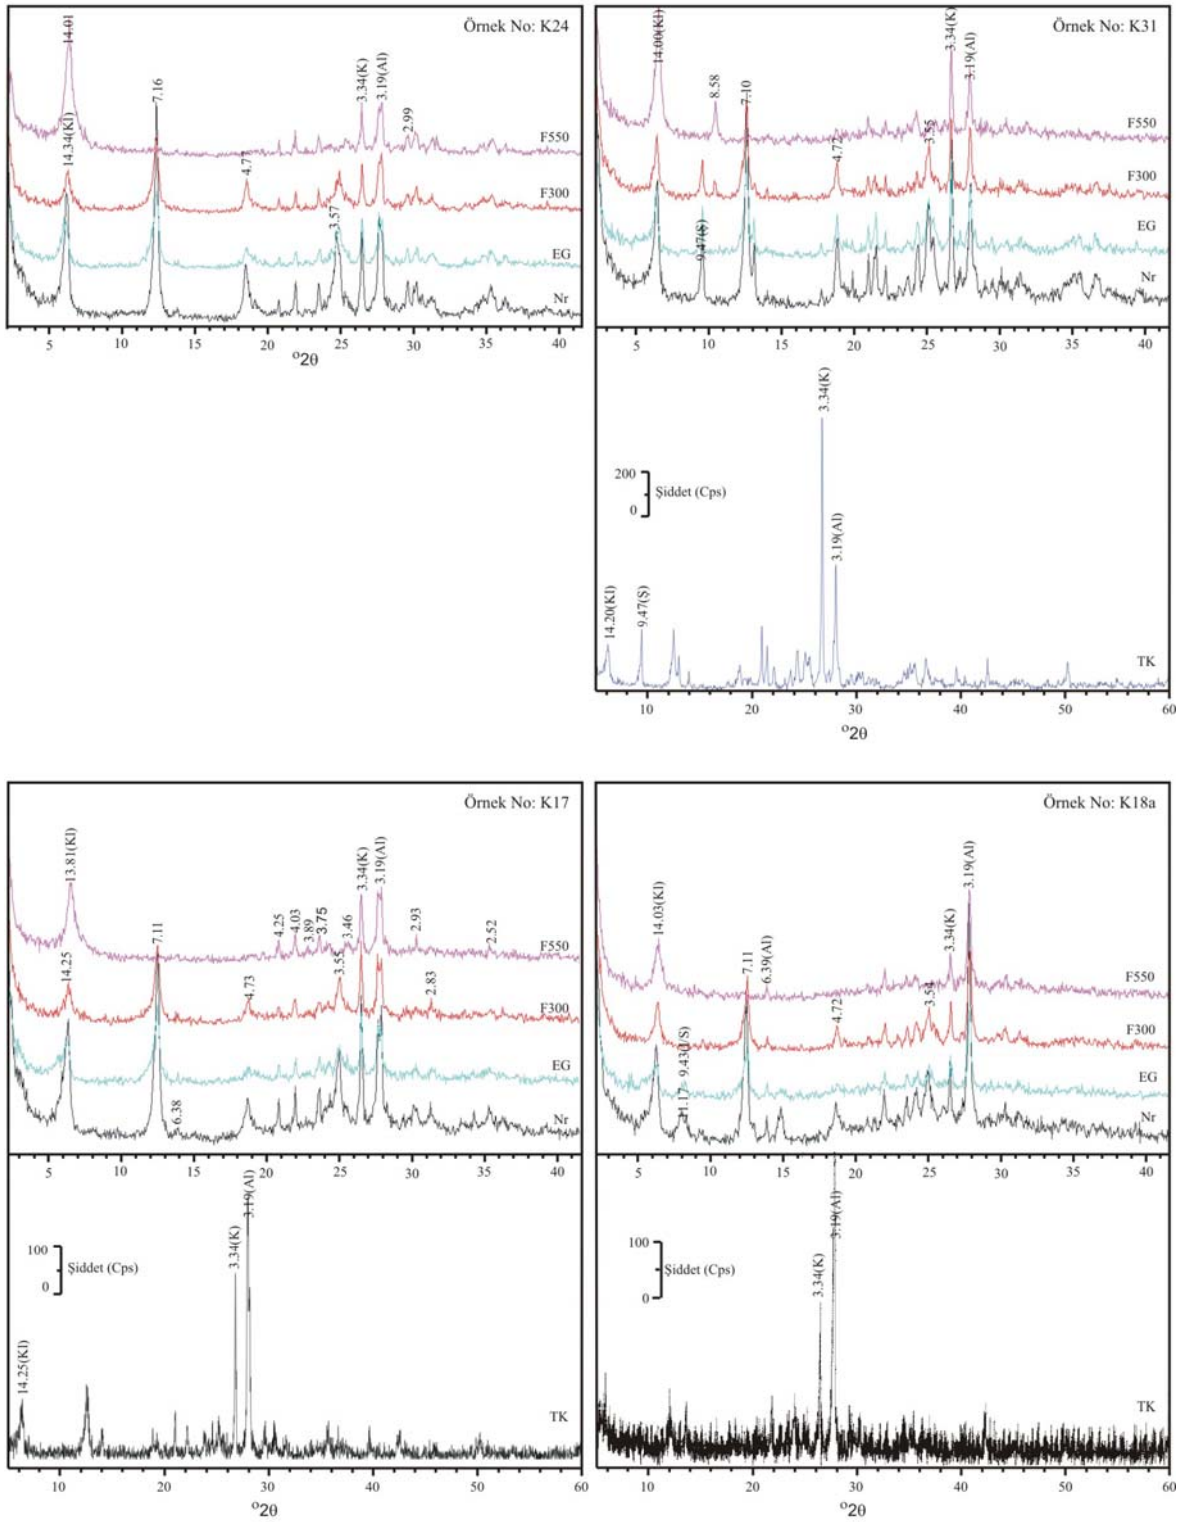 Örnek No: K24
14.01
7.16
3.34(K)
3.19(Al)
2.99
F550
14.34(Kl)
4.77
F300
3.57
EG
Nr
5 10 15 20 25 30 35 40
°2θ
Örnek No: K31
14.00(Kl)
8.58
7.10
3.34(K)
3.19(Al)
F550
4.72
3.55
F300
9.47(S)
EG
Nr
5 10 15 20 25 30 35 40
3.34(K)
200
0
Şiddet (Cps)
3.19(Al)
14.20(Kl)
9.47(S)
TK
10 20 30 40 50 60
°2θ
Örnek No: K17
13.81(Kl)
7.11
4.25
4.03
3.89
3.75
3.46
3.34(K)
3.19(Al)
2.93
2.52
F550
14.25
4.73
3.55
2.83
F300
EG
6.38
Nr
5 10 15 20 25 30 35 40
3.34(K)
3.19(Al)
100
0
Şiddet (Cps)
14.25(Kl)
TK
10 20 30 40 50 60
°2θ
Örnek No: K18a
14.03(Kl)
7.11
6.39(Al)
3.34(K)
3.19(Al)
F550
4.72
3.54
F300
9.43(I/S)
EG
11.17
Nr
5 10 15 20 25 30 35 40
100
0
Şiddet (Cps)
3.34(K)
3.19(Al)
TK
10 20 30 40 50 60
°2θ